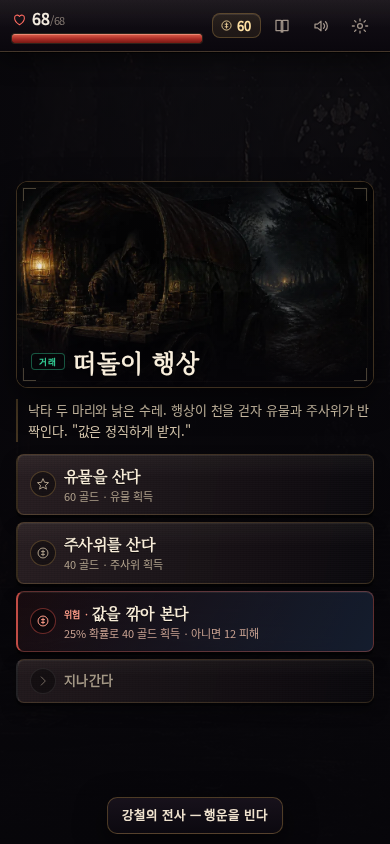 68/68
60
거래 떠돌이 행상
낙타 두 마리와 낡은 수레. 행상이 천을 걷자 유물과 주사위가 반
짝인다. "값은 정직하게 받지."
유물을 산다
60 골드 · 유물 획득
주사위를 산다
40 골드 · 주사위 획득
위험 · 값을 깎아 본다
25% 확률로 40 골드 획득 · 아니면 12 피해
지나간다
강철의 전사 — 행운을 빈다